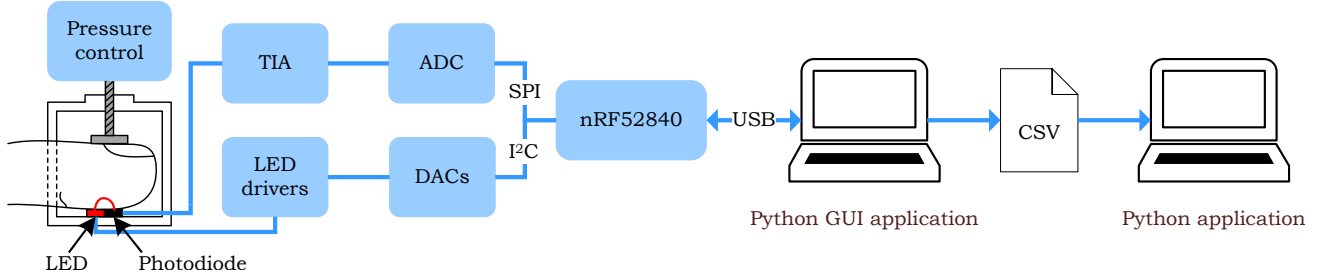 Pressure
control
TIA
ADC
SPI
nRF52840
USB
I²C
LED
drivers
DACs
CSV
Python GUI application
Python application
LED
Photodiode